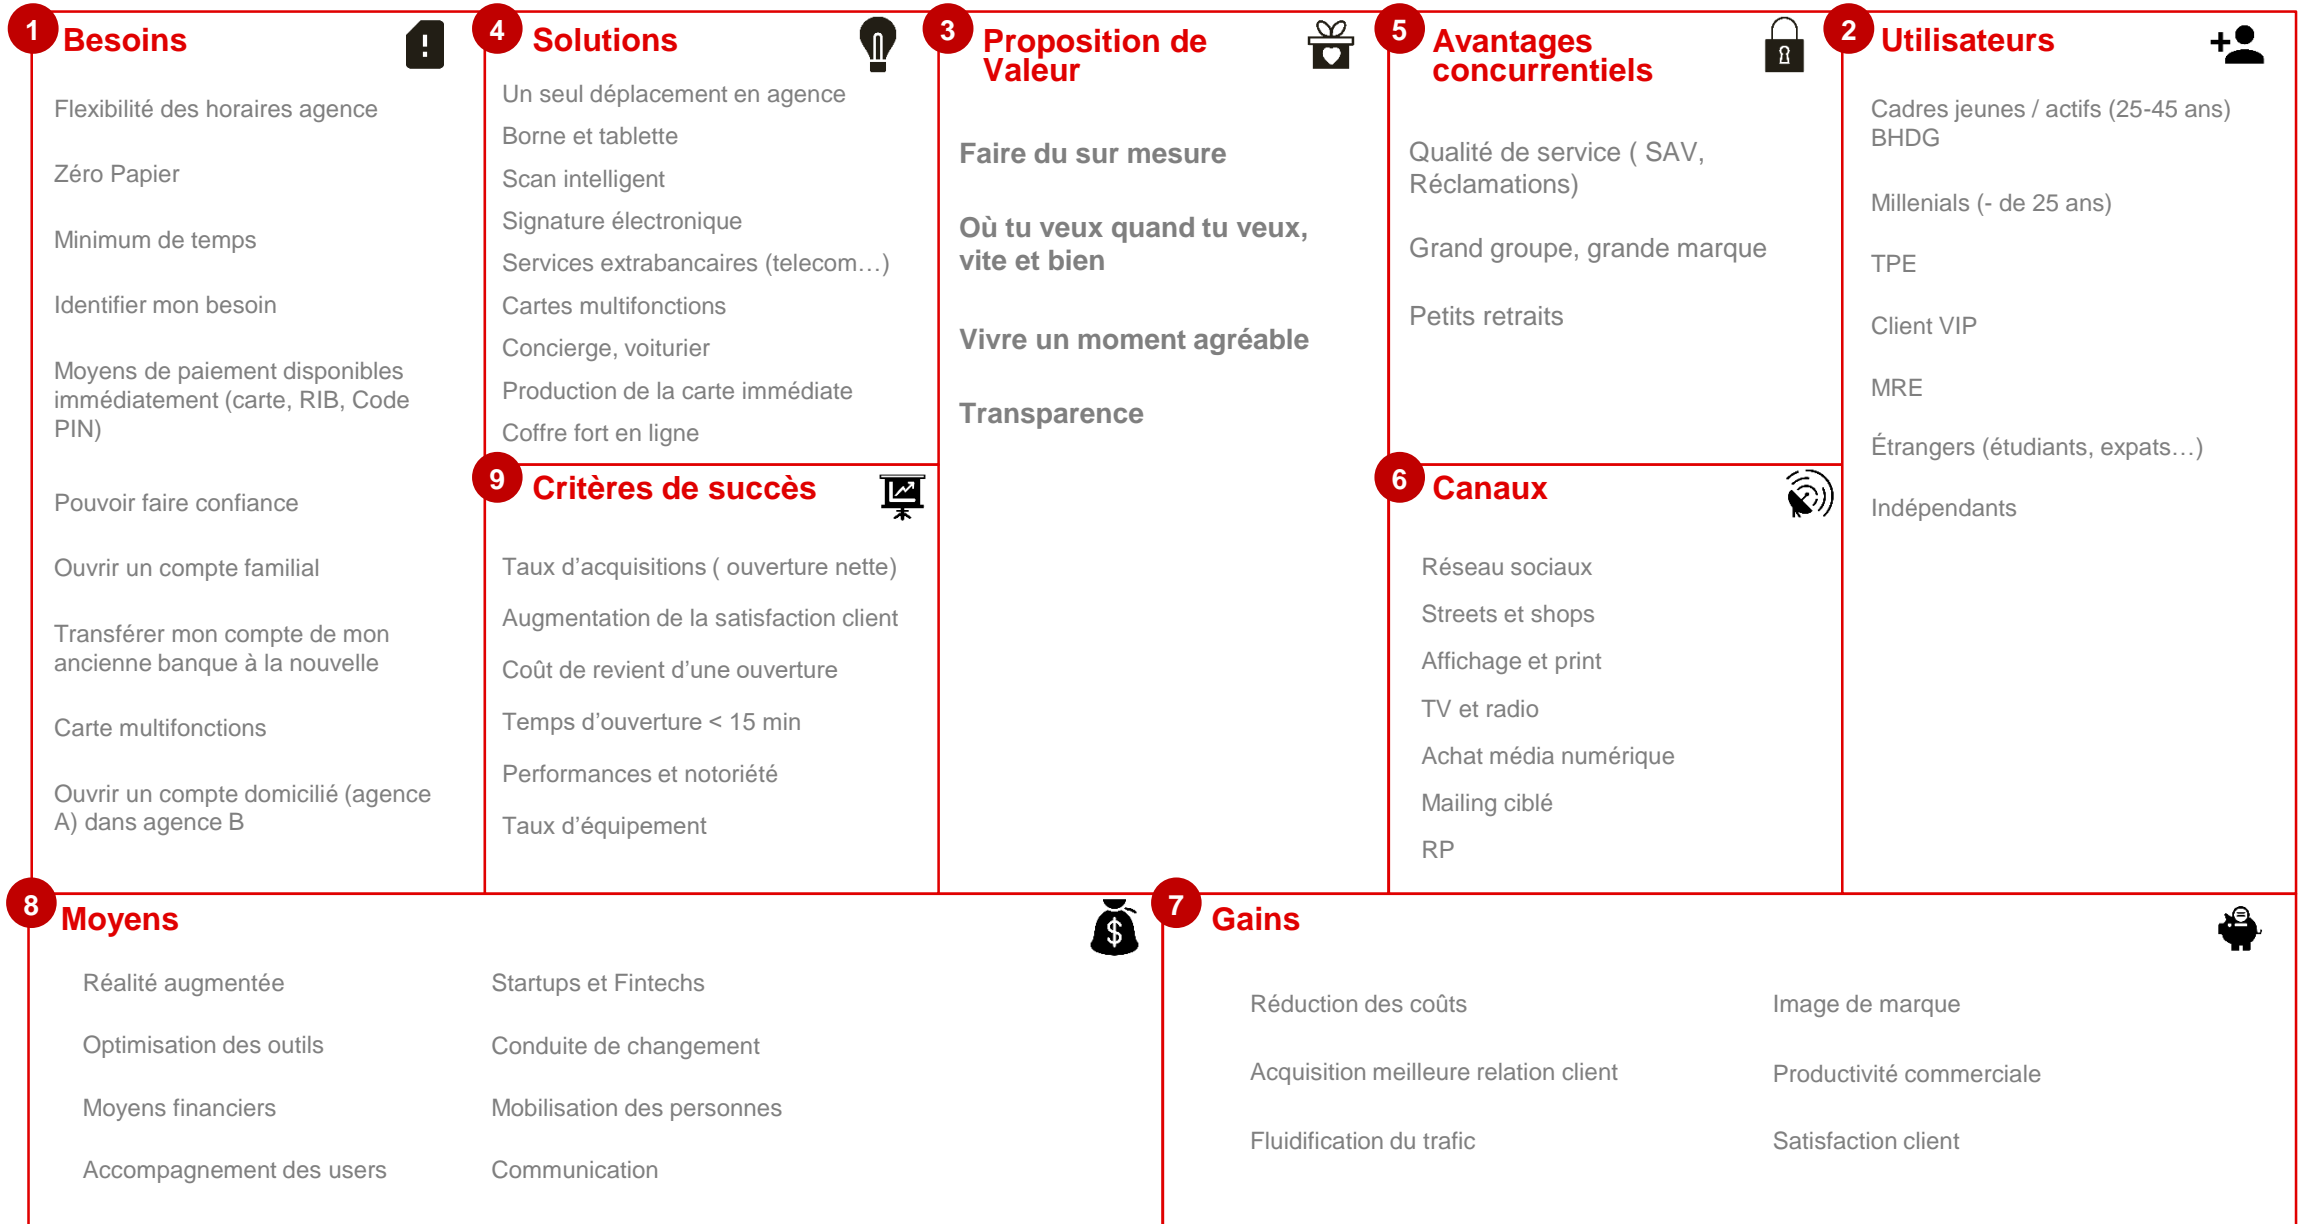 1
Besoins
Flexibilité des horaires agence
Zéro Papier
Minimum de temps
Identifier mon besoin
Moyens de paiement disponibles
immédiatement (carte, RIB, Code
PIN)
Pouvoir faire confiance
Ouvrir un compte familial
Transférer mon compte de mon
ancienne banque à la nouvelle
Carte multifonctions
Ouvrir un compte domicilié (agence
A) dans agence B
4
Solutions
Un seul déplacement en agence
Borne et tablette
Scan intelligent
Signature électronique
Services extrabancaires (telecom…)
Cartes multifonctions
Concierge, voiturier
Production de la carte immédiate
Coffre fort en ligne
9
Critères de succès
Taux d’acquisitions ( ouverture nette)
Augmentation de la satisfaction client
Coût de revient d’une ouverture
Temps d’ouverture < 15 min
Performances et notoriété
Taux d’équipement
3
Proposition de
Valeur
Faire du sur mesure
Où tu veux quand tu veux,
vite et bien
Vivre un moment agréable
Transparence
5
Avantages
concurrentiels
Qualité de service ( SAV,
Réclamations)
Grand groupe, grande marque
Petits retraits
6
Canaux
Réseau sociaux
Streets et shops
Affichage et print
TV et radio
Achat média numérique
Mailing ciblé
RP
2
Utilisateurs
Cadres jeunes / actifs (25-45 ans)
BHDG
Millenials (- de 25 ans)
TPE
Client VIP
MRE
Étrangers (étudiants, expats…)
Indépendants
8
Moyens
$
Réalité augmentée
Optimisation des outils
Moyens financiers
Accompagnement des users
Startups et Fintechs
Conduite de changement
Mobilisation des personnes
Communication
7
Gains
Réduction des coûts
Acquisition meilleure relation client
Fluidification du trafic
Image de marque
Productivité commerciale
Satisfaction client